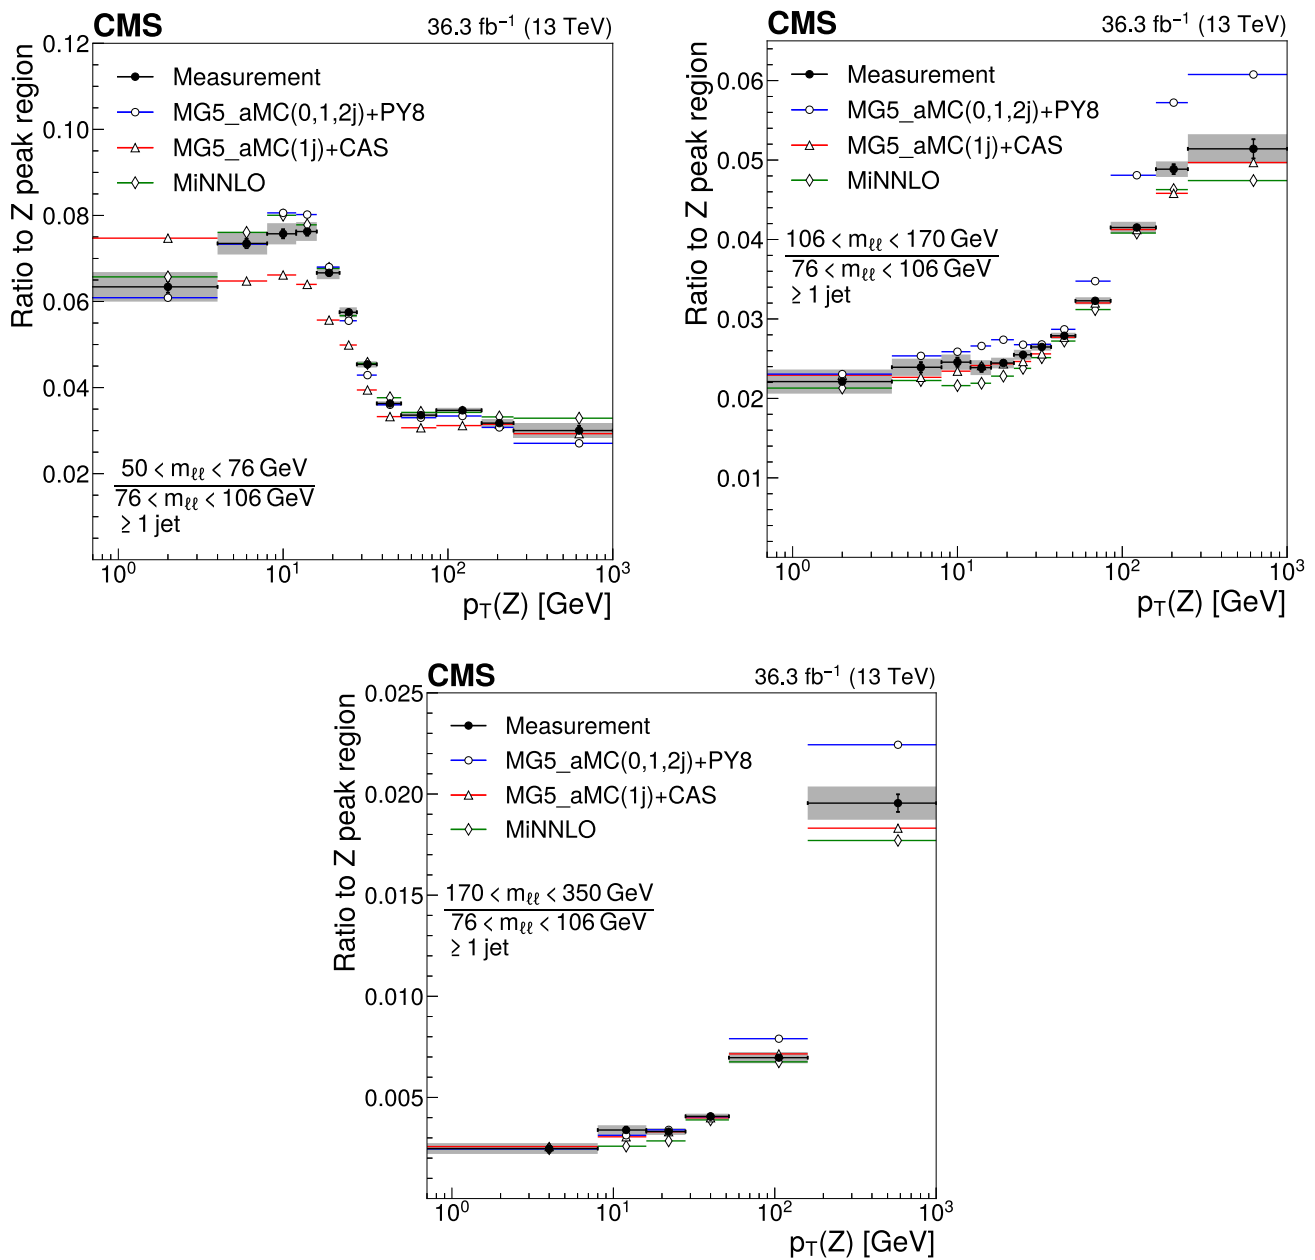 CMS
36.3 fb⁻¹ (13 TeV)
Ratio to Z peak region
0.12
0.10
0.08
0.06
0.04
0.02
Measurement
MG5_aMC(0,1,2j)+PY8
MG5_aMC(1j)+CAS
MiNNLO
50 < mℓℓ < 76 GeV
76 < mℓℓ < 106 GeV
≥ 1 jet
10⁰ 10¹ 10² 10³
p_T(Z) [GeV]
CMS
36.3 fb⁻¹ (13 TeV)
Ratio to Z peak region
0.06
0.05
0.04
0.03
0.02
0.01
Measurement
MG5_aMC(0,1,2j)+PY8
MG5_aMC(1j)+CAS
MiNNLO
106 < mℓℓ < 170 GeV
76 < mℓℓ < 106 GeV
≥ 1 jet
10⁰ 10¹ 10² 10³
p_T(Z) [GeV]
CMS
36.3 fb⁻¹ (13 TeV)
Ratio to Z peak region
0.025
0.020
0.015
0.010
0.005
Measurement
MG5_aMC(0,1,2j)+PY8
MG5_aMC(1j)+CAS
MiNNLO
170 < mℓℓ < 350 GeV
76 < mℓℓ < 106 GeV
≥ 1 jet
10⁰ 10¹ 10² 10³
p_T(Z) [GeV]